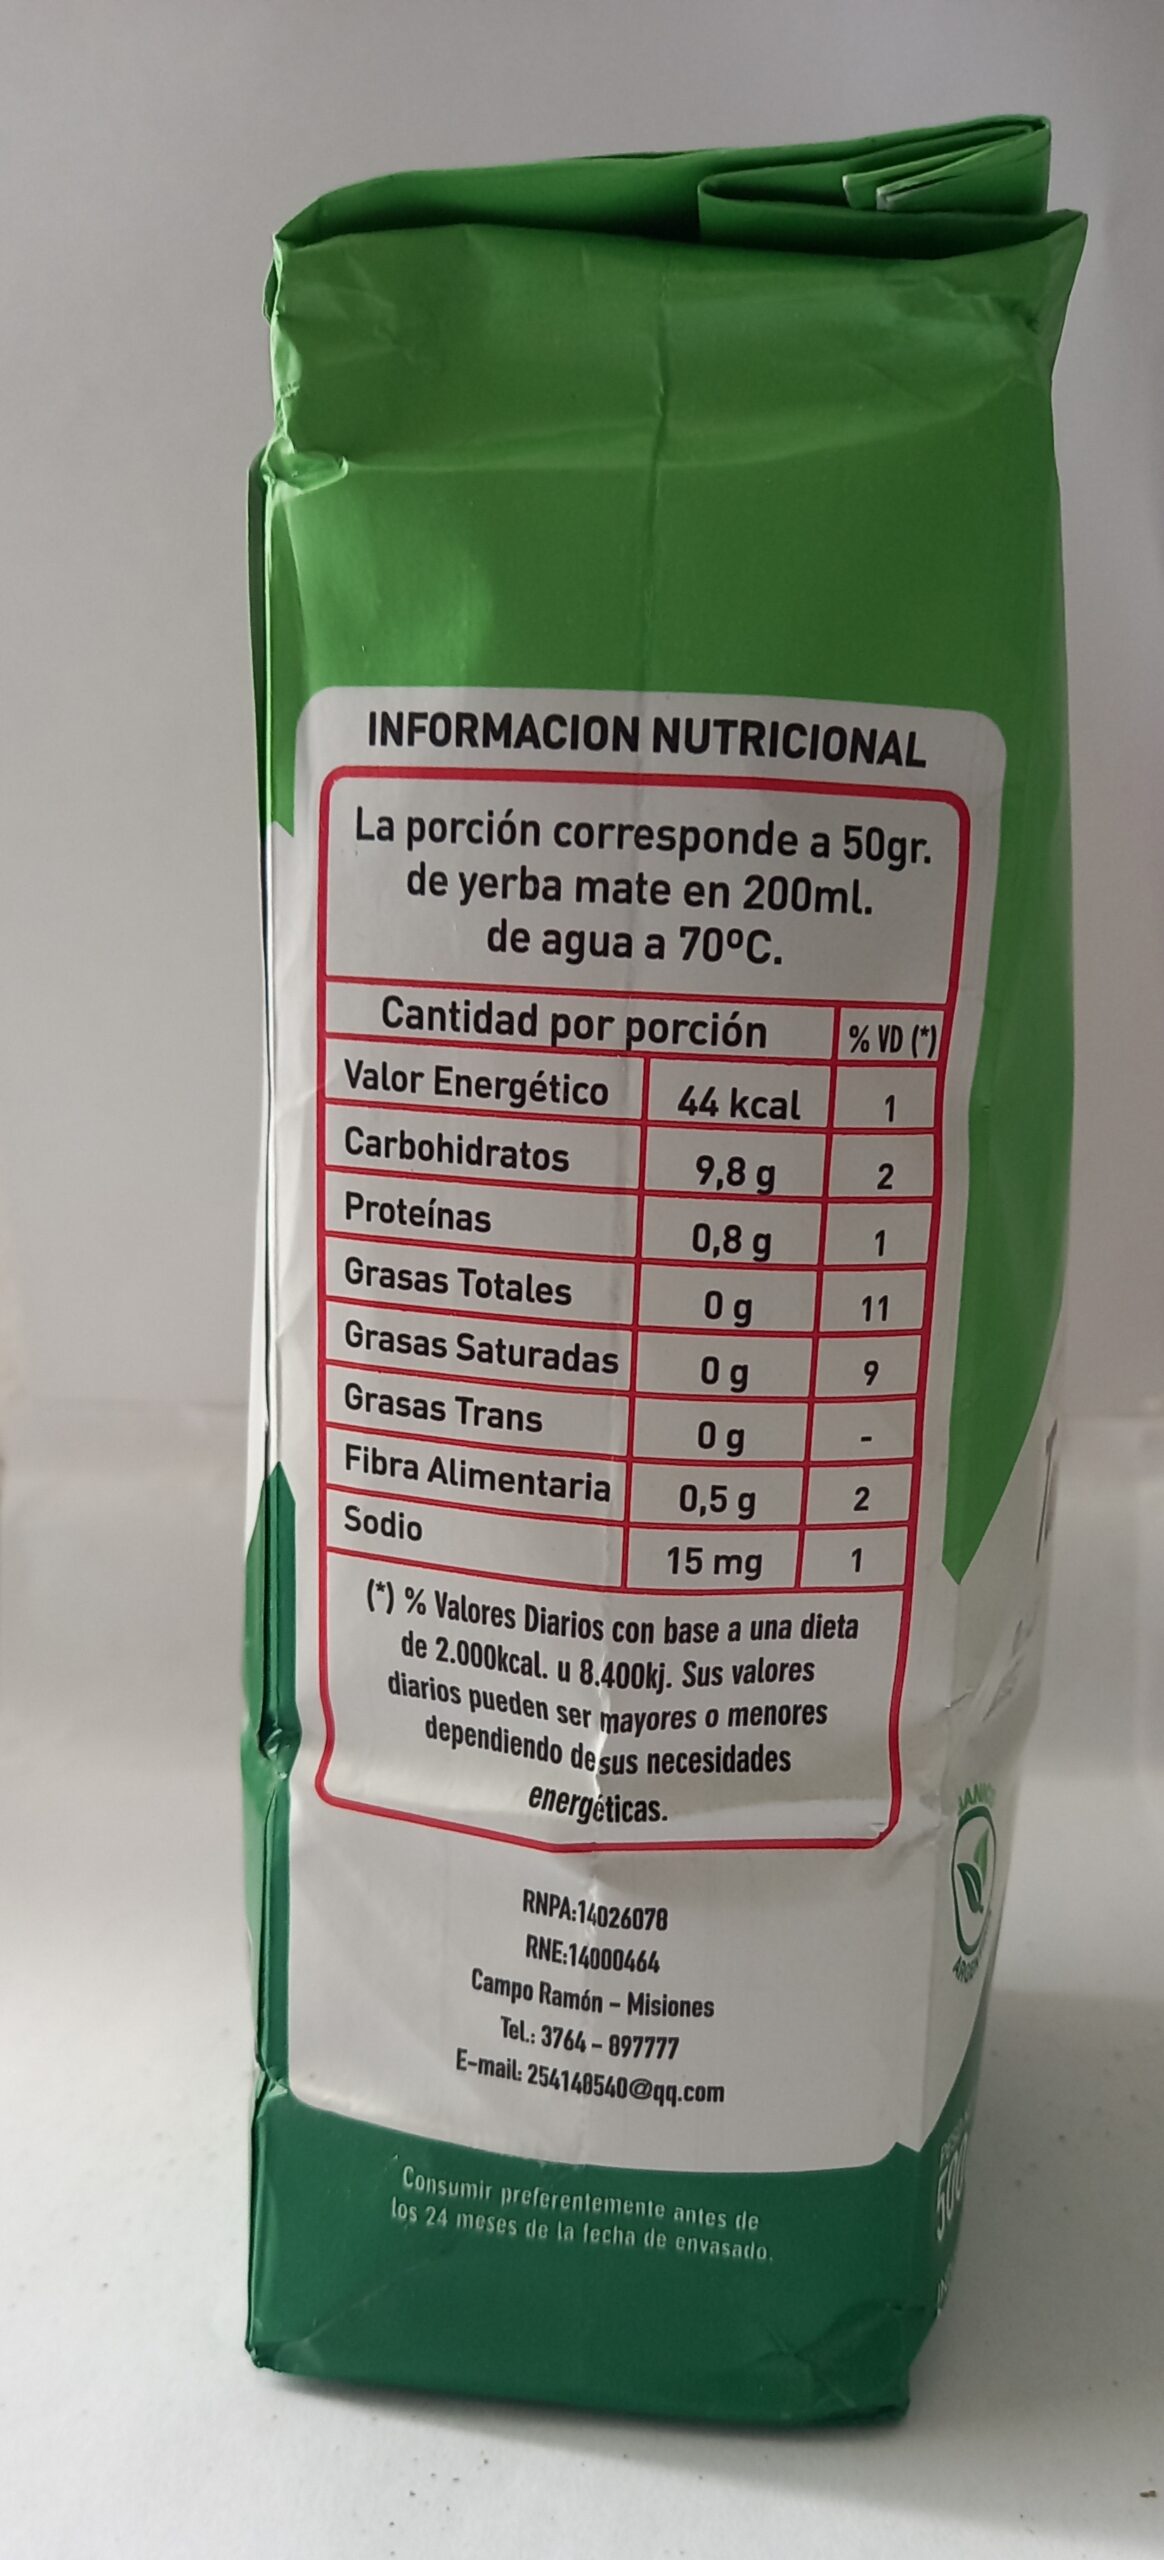 INFORMACION NUTRICIONAL
La porción corresponde a 50gr.
de yerba mate en 200ml.
de agua a 70ºC.
Cantidad por porción % VD (*)
Valor Energético 44 kcal 1
Carbohidratos 9,8 g 2
Proteínas 0,8 g 1
Grasas Totales 0 g 11
Grasas Saturadas 0 g 9
Grasas Trans 0 g -
Fibra Alimentaria 0,5 g 2
Sodio 15 mg 1
(*) % Valores Diarios con base a una dieta
de 2.000kcal. u 8.400kj. Sus valores
diarios pueden ser mayores o menores
dependiendo de sus necesidades
energéticas.
RNPA:14026078
RNE:14000464
Campo Ramón - Misiones
Tel.: 3764 - 897777
E-mail: 254148540@qq.com
Consumir preferentemente antes de
los 24 meses de la fecha de envasado.
500